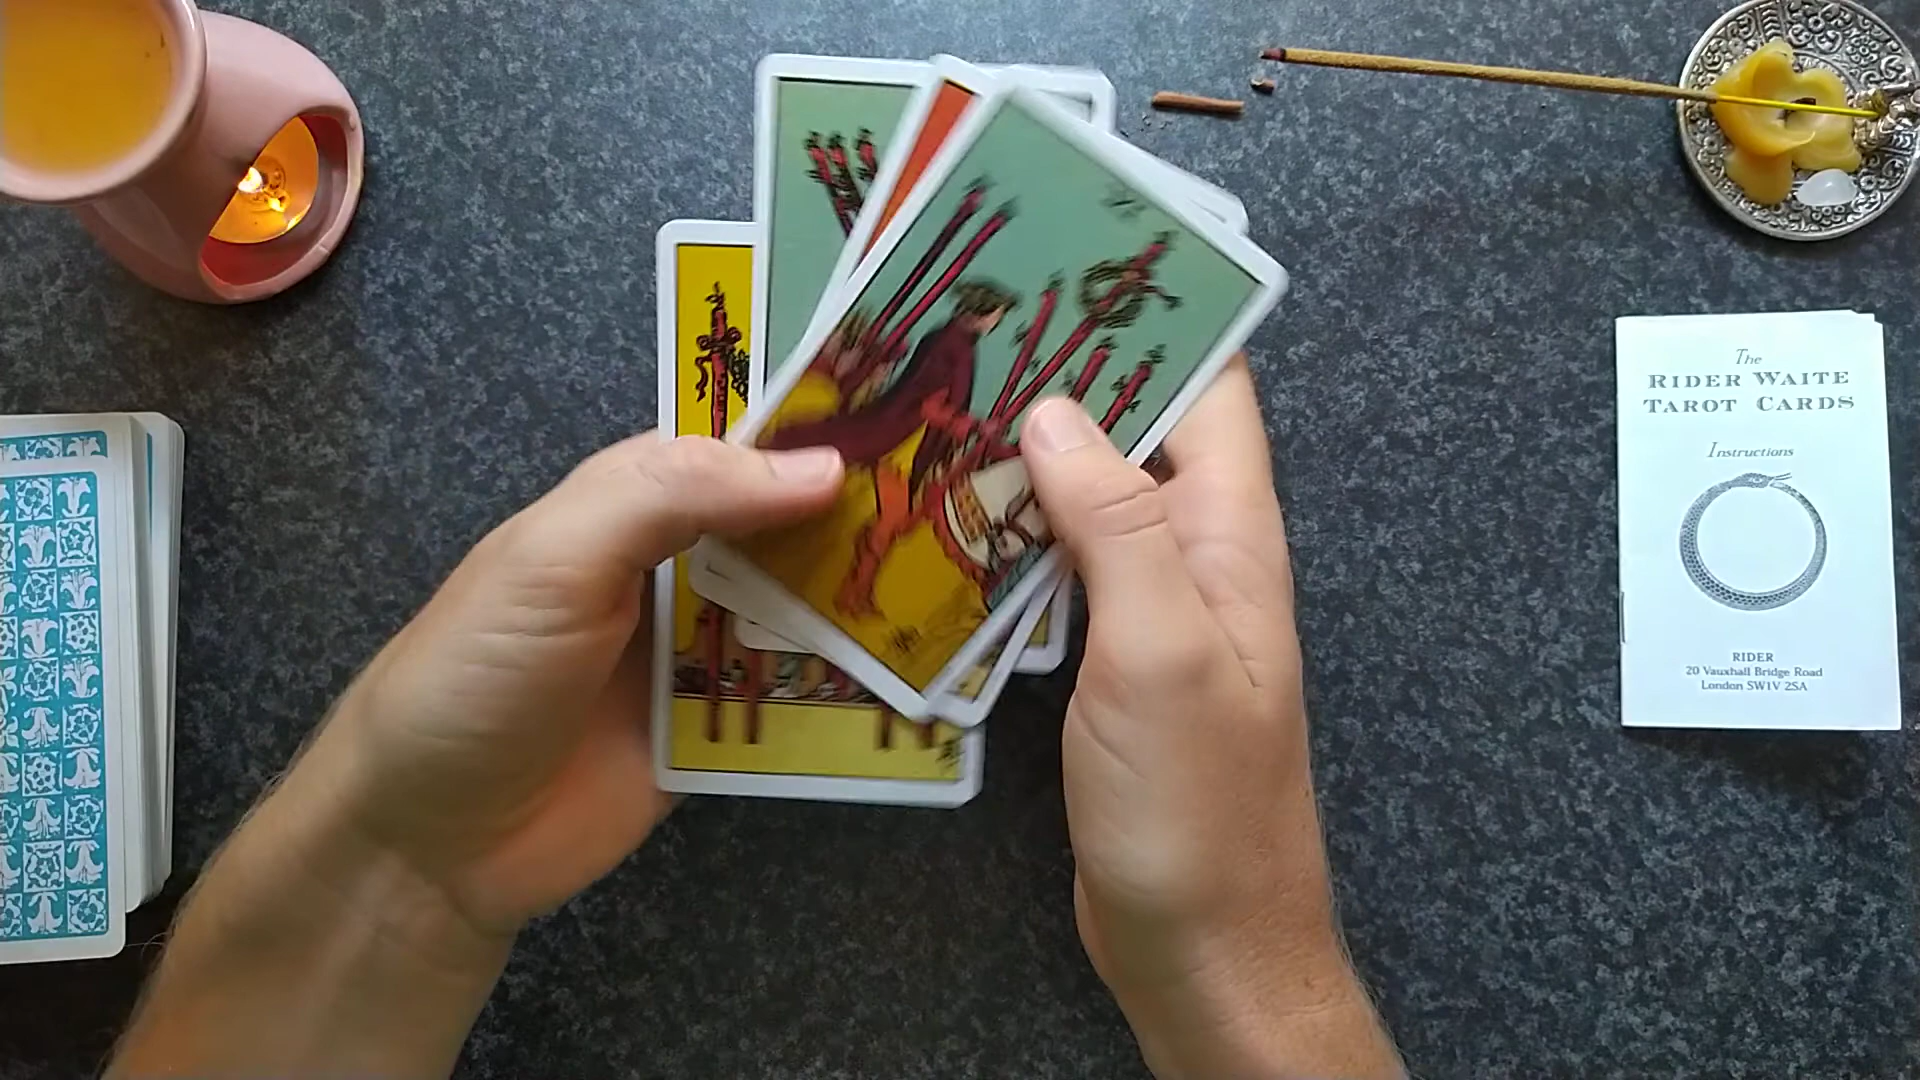 The
RIDER WAITE
TAROT CARDS
Instructions
RIDER
20 Vauxhall Bridge Road
London SW1V 2SA